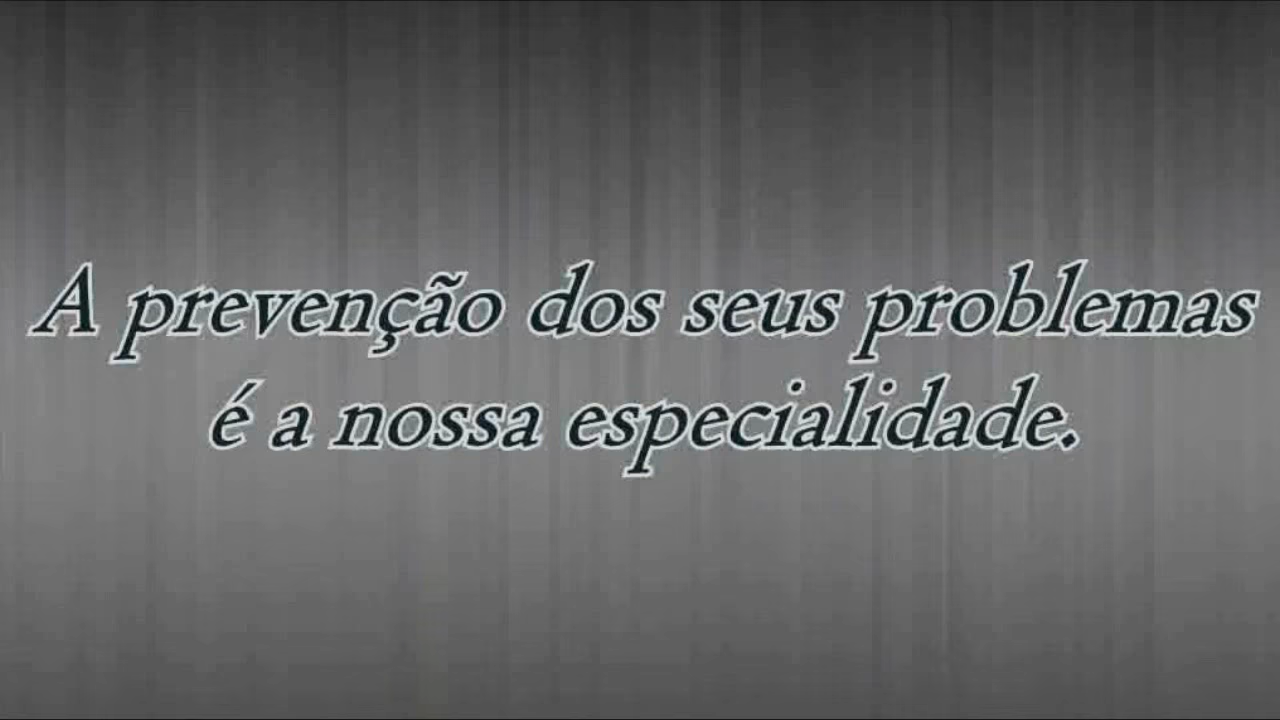 A prevenção dos seus problemas
é a nossa especialidade.